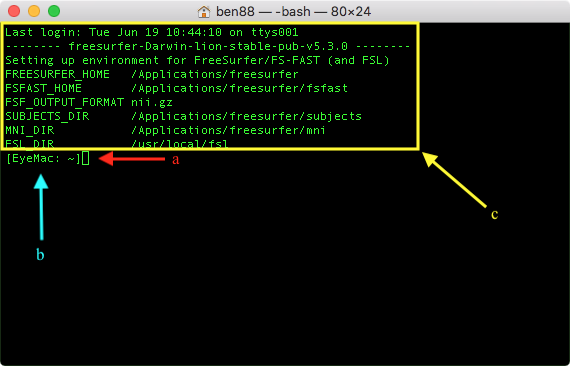 ben88 — -bash — 80×24
Last login: Tue Jun 19 10:44:10 on ttys001
-------- freesurfer-Darwin-lion-stable-pub-v5.3.0 --------
Setting up environment for FreeSurfer/FS-FAST (and FSL)
FREESURFER_HOME /Applications/freesurfer
FSFAST_HOME /Applications/freesurfer/fsfast
FSF_OUTPUT_FORMAT nii.gz
SUBJECTS_DIR /Applications/freesurfer/subjects
MNI_DIR /Applications/freesurfer/mni
FSL_DIR /usr/local/fsl
[EyeMac: ~] a
c
b